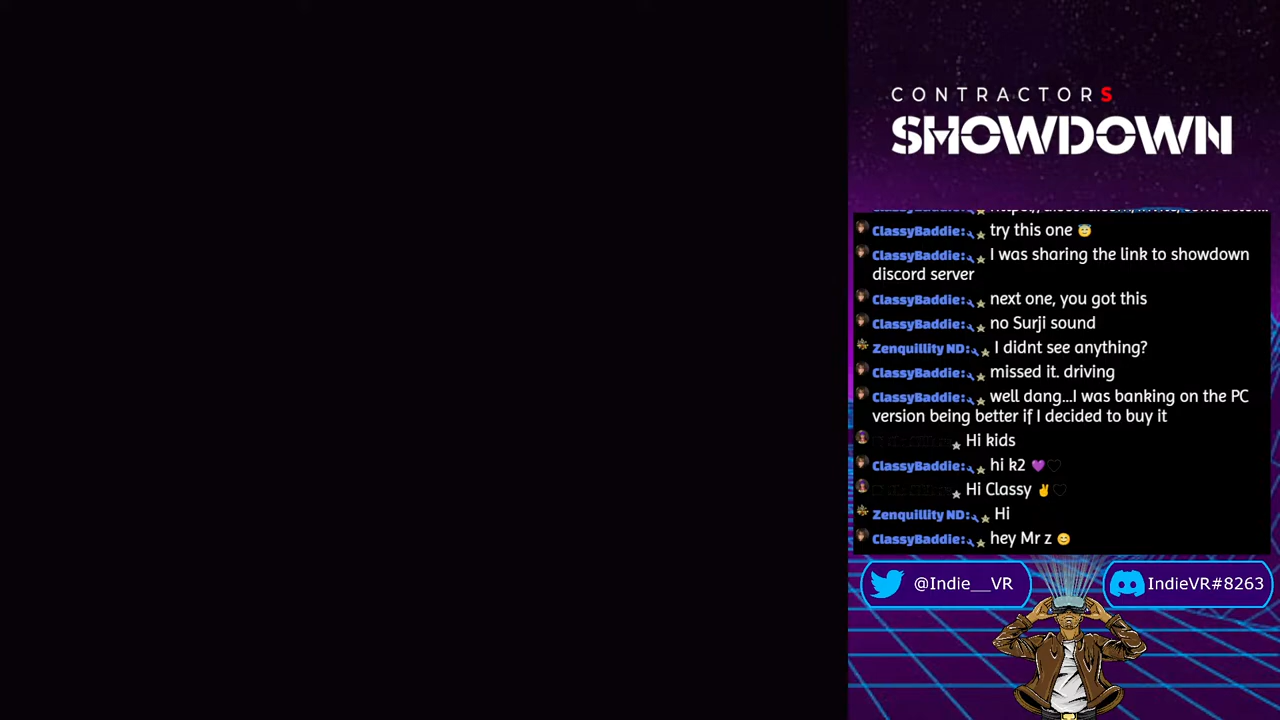 CONTRACTORS
SHOWDOWN
ClassyBaddie:
ClassyBaddie: try this one 😇
ClassyBaddie: I was sharing the link to showdown
discord server
ClassyBaddie: next one, you got this
ClassyBaddie: no Surji sound
Zenquillity ND: I didnt see anything?
ClassyBaddie: missed it. driving
ClassyBaddie: well dang...I was banking on the PC
version being better if I decided to buy it
Hi kids
ClassyBaddie: hi k2 💜🖤
Hi Classy ✌️🖤
Zenquillity ND: Hi
ClassyBaddie: hey Mr z 😊
@Indie__VR
IndieVR#8263